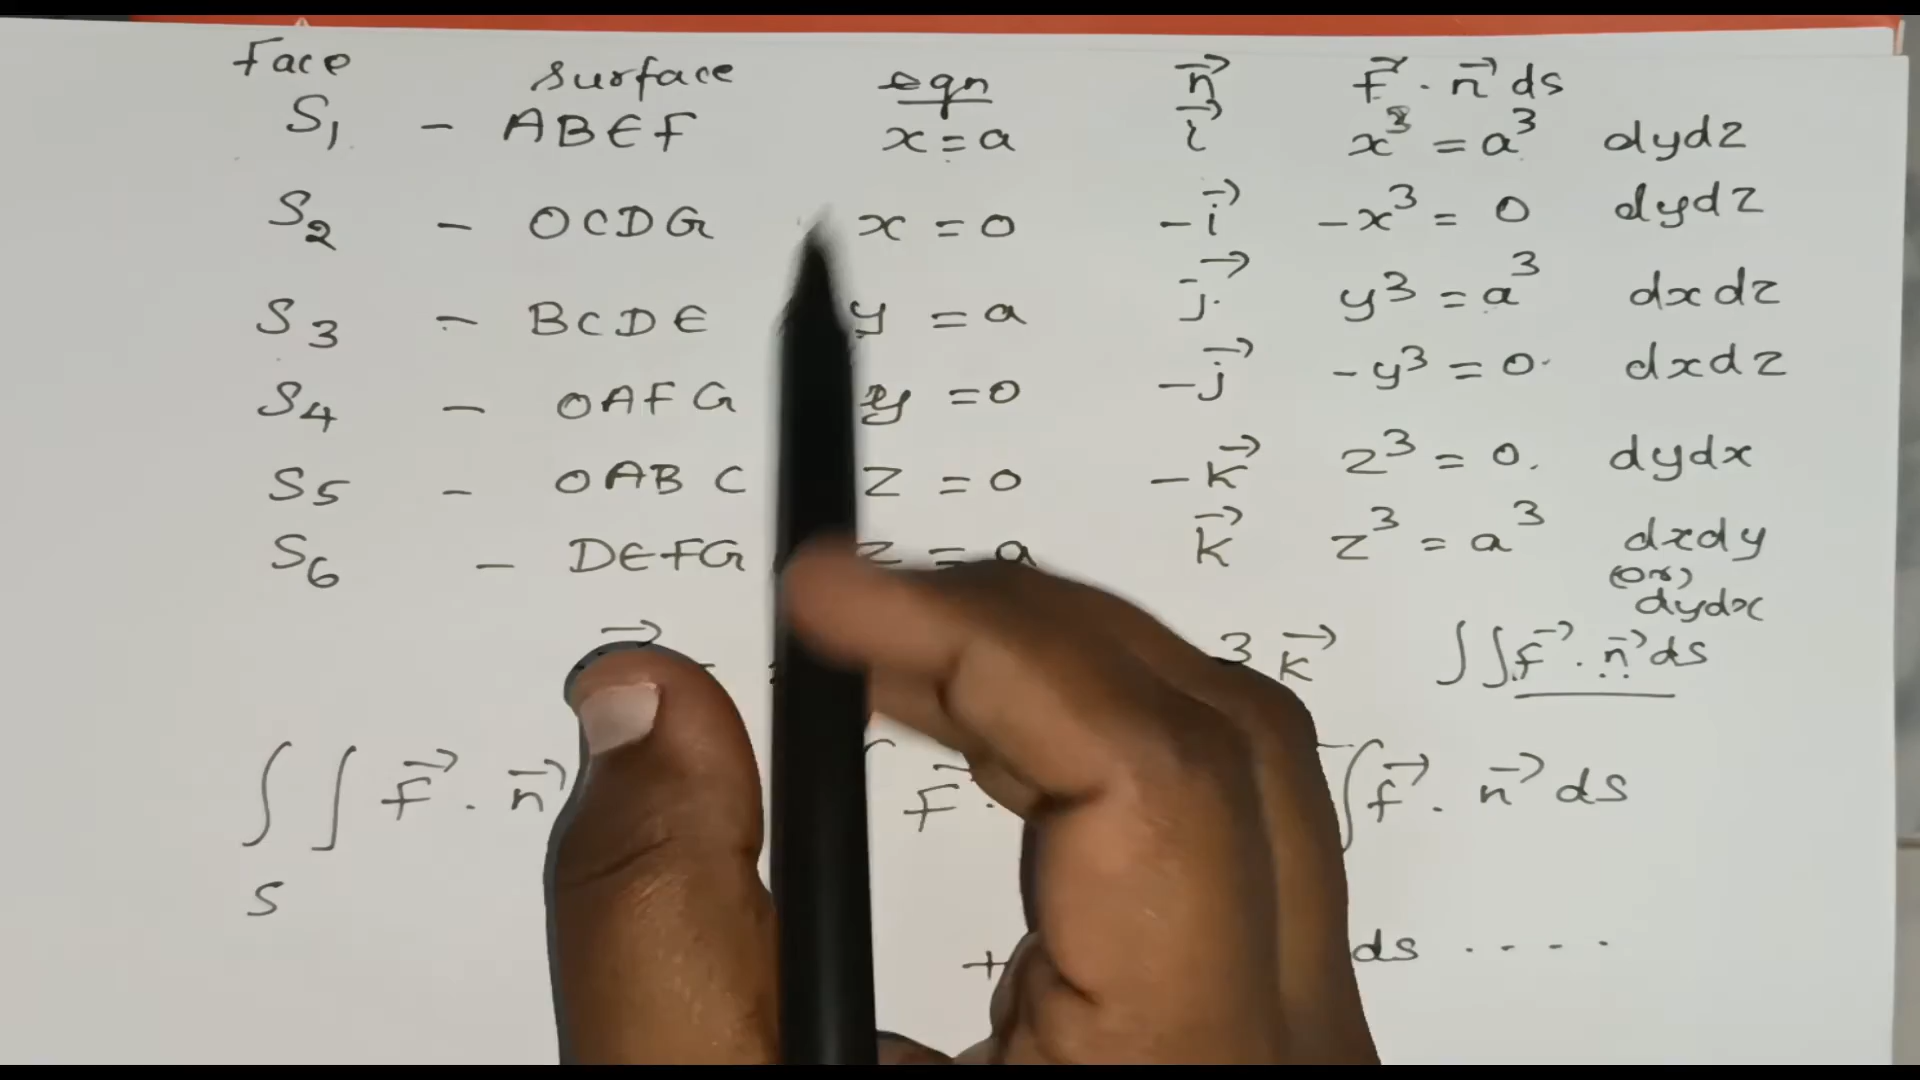 Face surface eqn n⃗ F⃗ . n⃗ ds
S₁ - ABEF x = a i⃗ x³ = a³ dydz
S₂ - OCDG x = 0 -i⃗ -x³ = 0 dydz
S₃ - BCDE y = a j⃗ y³ = a³ dxdz
S₄ - OAFG y = 0 -j⃗ -y³ = 0. dxdz
S₅ - OABC z = 0 -k⃗ z³ = 0. dydx
S₆ - DEFG z = a k⃗ z³ = a³ dxdy
(or)
dydx
³ k⃗ ∫∫ F⃗ . n⃗ ds
∫∫ F⃗ . n⃗ F⃗ . ∫ F⃗ . n⃗ ds
S
+ ds ....